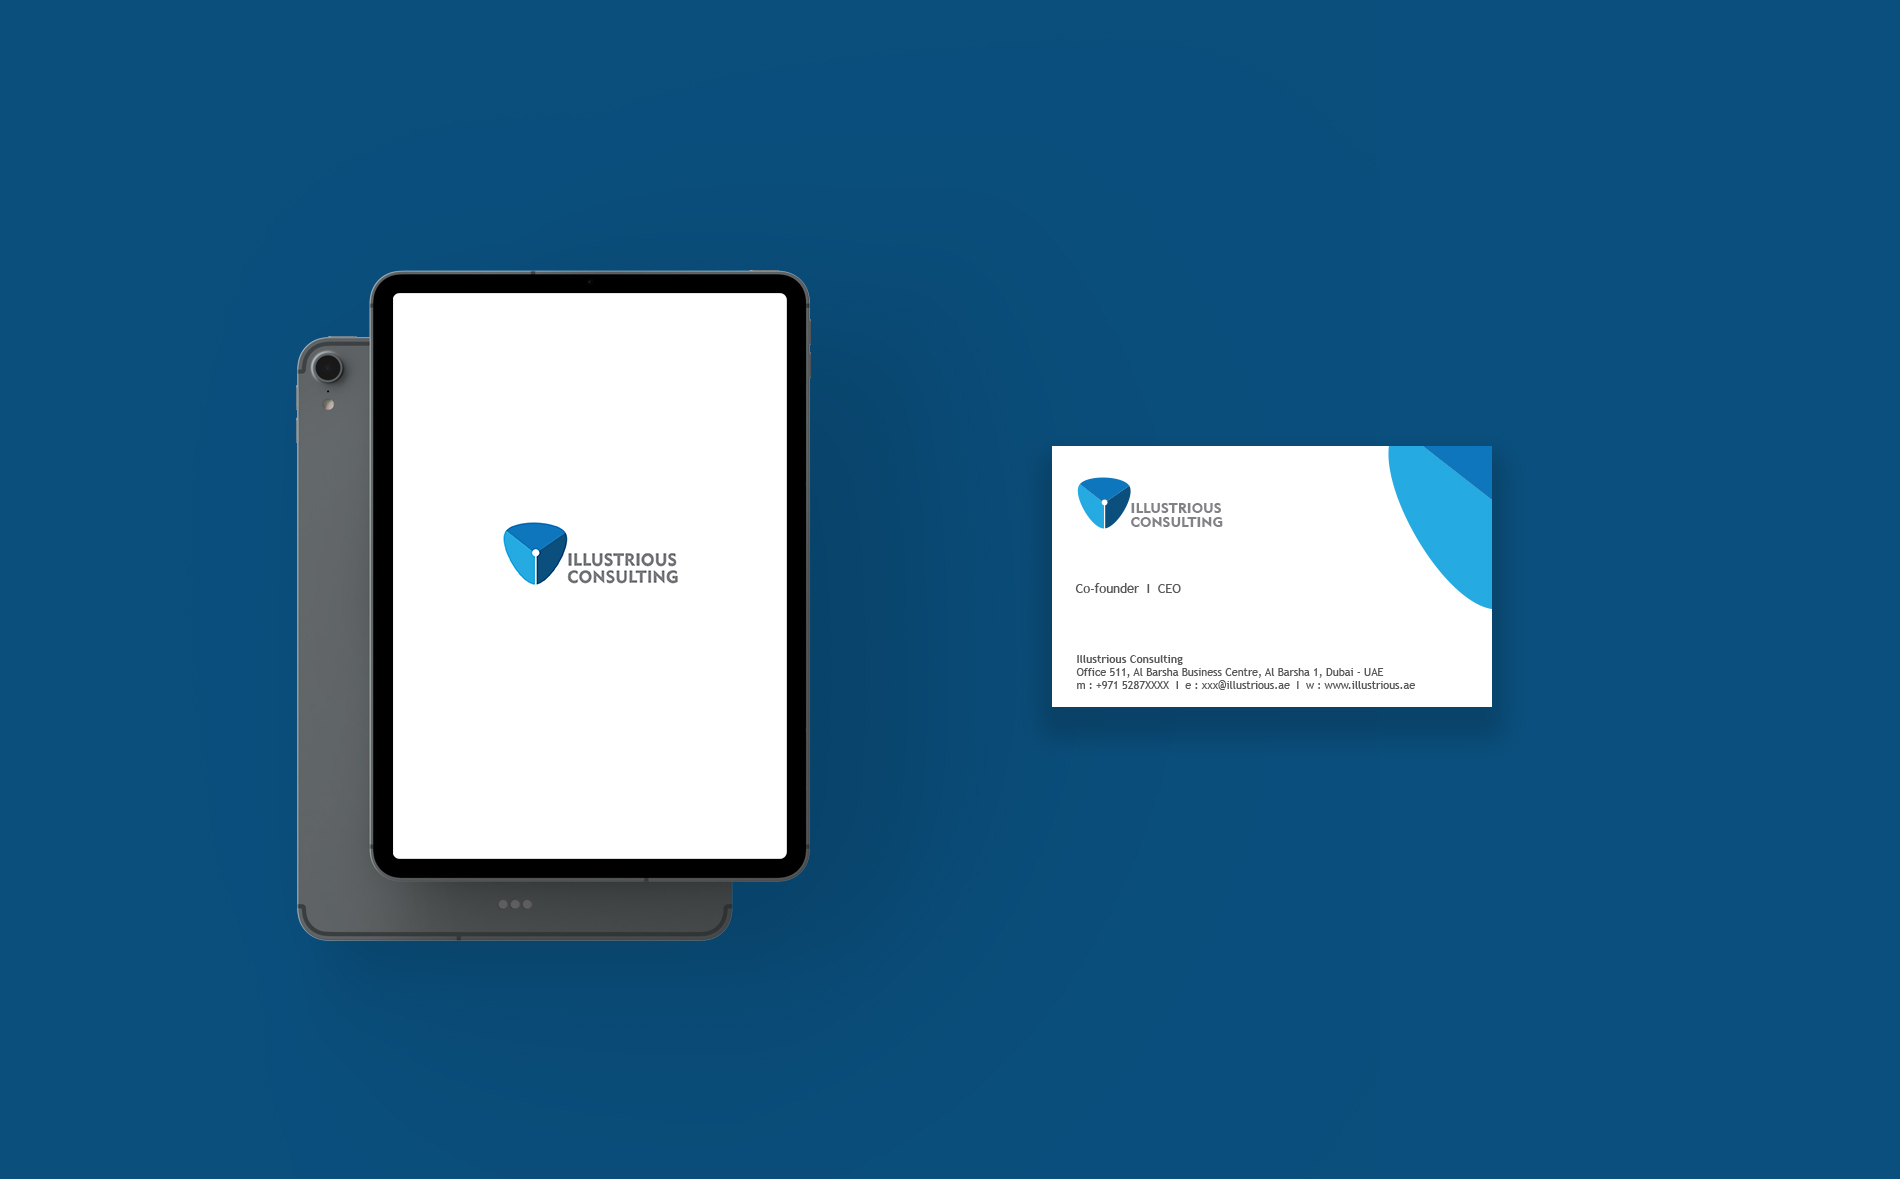 ILLUSTRIOUS
CONSULTING
ILLUSTRIOUS
CONSULTING
Co-founder I CEO
Illustrious Consulting
Office 511, Al Barsha Business Centre, Al Barsha 1, Dubai - UAE
m : +971 5287XXXX I e : xxx@illustrious.ae I w : www.illustrious.ae